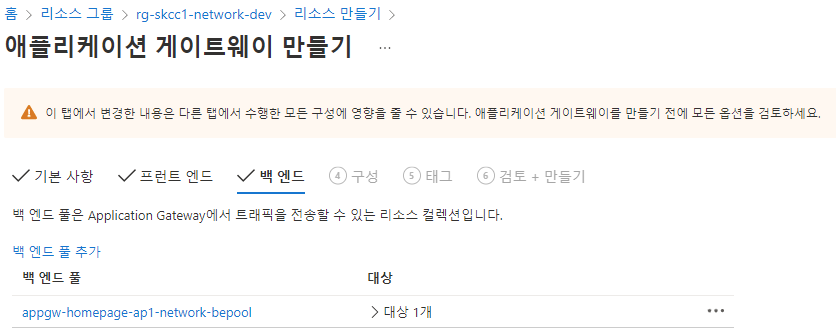 홈 > 리소스 그룹 > rg-skcc1-network-dev > 리소스 만들기 >
애플리케이션 게이트웨이 만들기 ...
이 탭에서 변경한 내용은 다른 탭에서 수행한 모든 구성에 영향을 줄 수 있습니다. 애플리케이션 게이트웨이를 만들기 전에 모든 옵션을 검토하세요.
기본 사항 프런트 엔드 백 엔드 4 구성 5 태그 6 검토 + 만들기
백 엔드 풀은 Application Gateway에서 트래픽을 전송할 수 있는 리소스 컬렉션입니다.
백 엔드 풀 추가
백 엔드 풀 대상
appgw-homepage-ap1-network-bepool > 대상 1개 ...